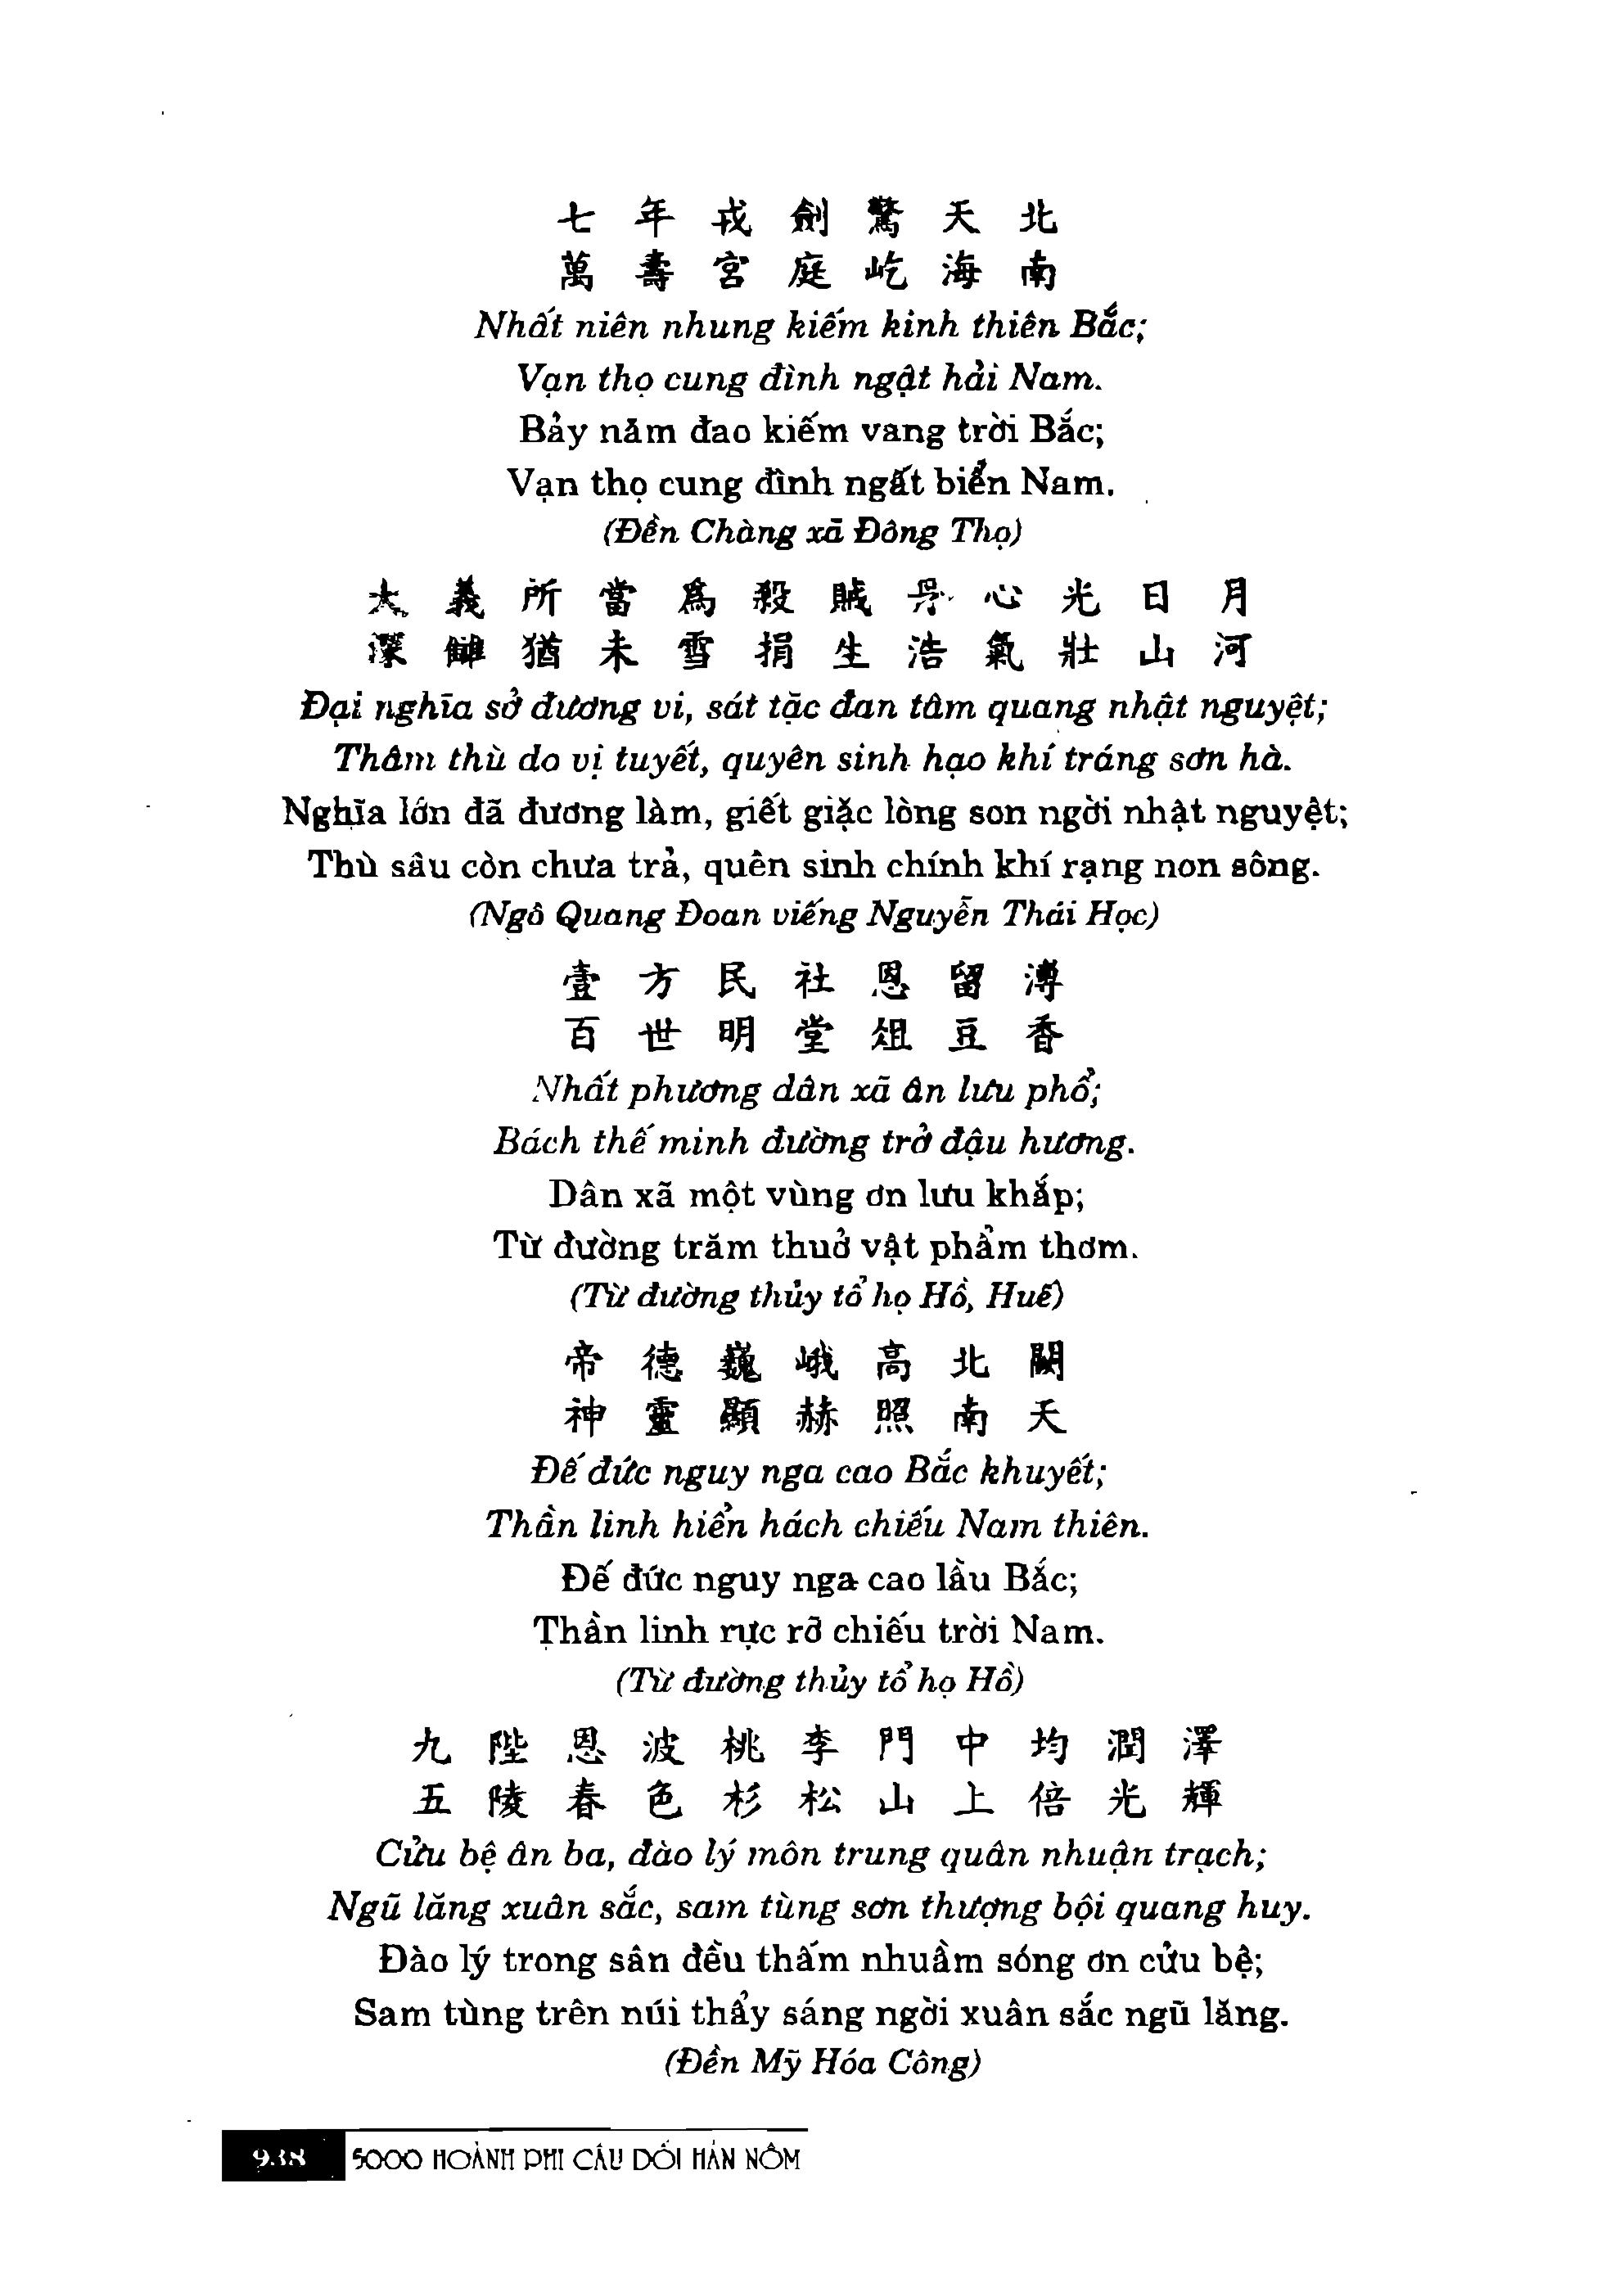 七年戎劍驚天北
萬壽宮庭屹海南
Nhất niên nhung kiếm kinh thiên Bắc;
Vạn thọ cung đình ngật hải Nam.
Bảy năm đao kiếm vang trời Bắc;
Vạn thọ cung đình ngất biển Nam.
(Đền Chàng xã Đông Thọ)
大義所當爲殺賊丹心光日月
深讎猶未雪捐生浩氣壯山河
Đại nghĩa sở đương vi, sát tặc đan tâm quang nhật nguyệt;
Thâm thù do vị tuyết, quyên sinh hạo khí tráng sơn hà.
Nghĩa lớn đã đương làm, giết giặc lòng son ngời nhật nguyệt;
Thù sâu còn chưa trả, quên sinh chính khí rạng non sông.
(Ngô Quang Đoan viếng Nguyễn Thái Học)
壹方民社恩留溥
百世明堂俎豆香
Nhất phương dân xã ân lưu phổ;
Bách thế minh đường trở đậu hương.
Dân xã một vùng ơn lưu khắp;
Từ đường trăm thuở vật phẩm thơm.
(Từ đường thủy tổ họ Hồ, Huế)
帝德巍峨高北闕
神靈顯赫照南天
Đế đức nguy nga cao Bắc khuyết;
Thần linh hiển hách chiếu Nam thiên.
Đế đức nguy nga cao lầu Bắc;
Thần linh rực rỡ chiếu trời Nam.
(Từ đường thủy tổ họ Hồ)
九陛恩波桃李門中均潤澤
五陵春色杉松山上倍光輝
Cửu bệ ân ba, đào lý môn trung quân nhuận trạch;
Ngũ lăng xuân sắc, sam tùng sơn thượng bội quang huy.
Đào lý trong sân đều thấm nhuầm sóng ơn cửu bệ;
Sam tùng trên núi thẩy sáng ngời xuân sắc ngũ lăng.
(Đền Mỹ Hóa Công)
938 5000 HOÀNH PHI CÂU ĐỐI HÁN NÔM